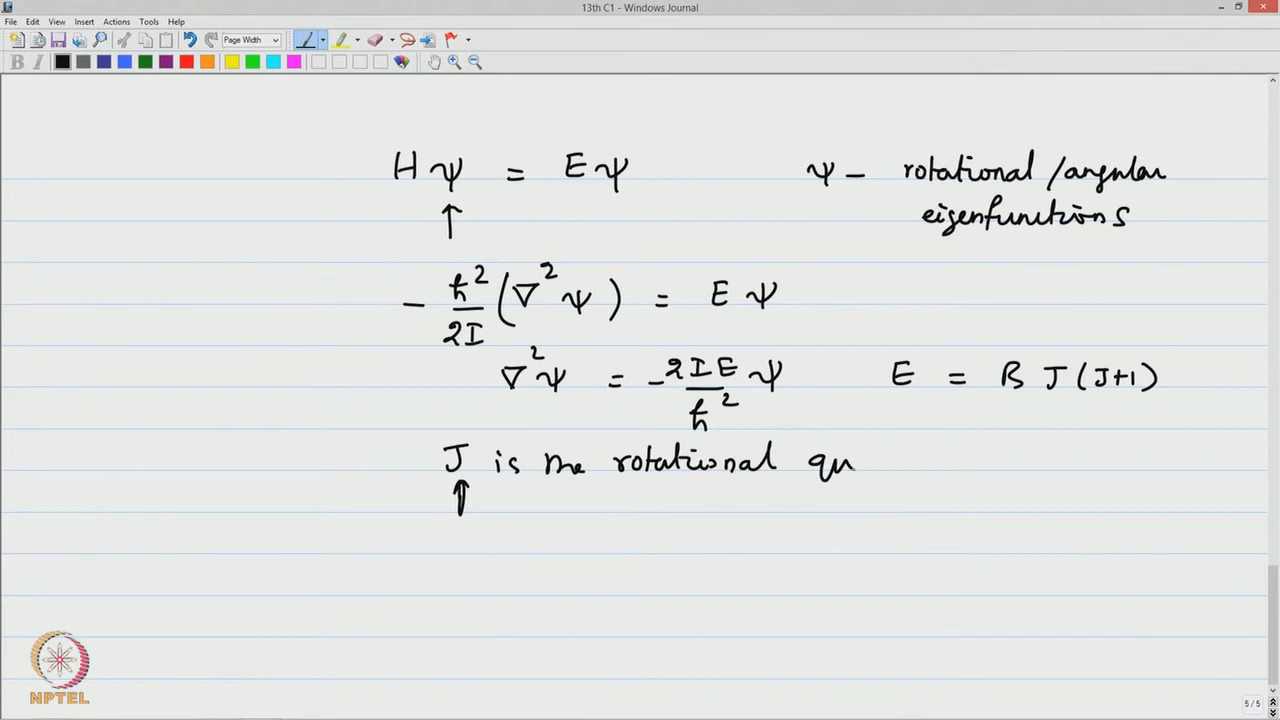 13th C1 - Windows Journal
File Edit View Insert Actions Tools Help
Page Width
B I
Hψ = Eψ ψ – rotational/angular
↑ eigenfunctions
- ħ²/2I (∇²ψ) = Eψ
∇²ψ = -2IE/ħ² ψ E = B J(J+1)
J is the rotational qu
↑
NPTEL
5/5